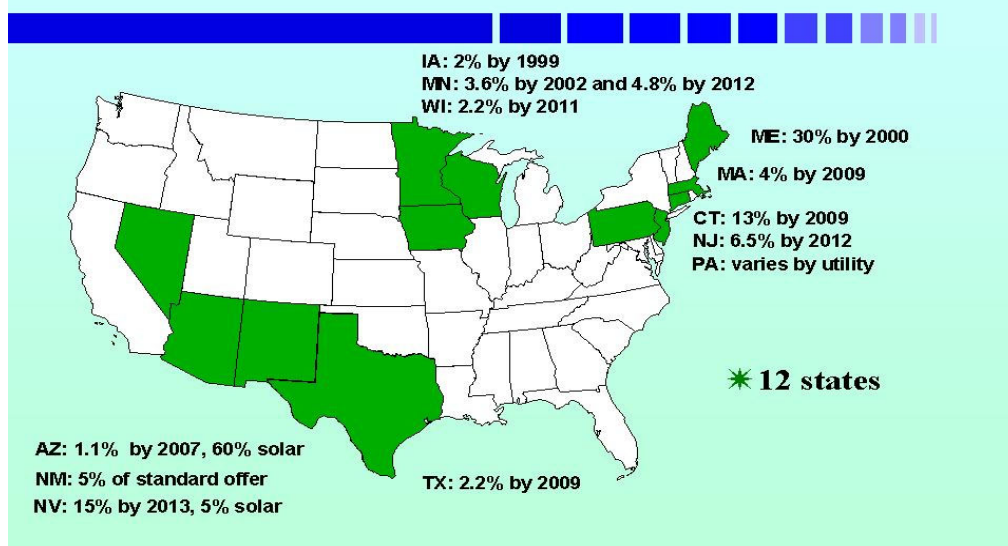 IA: 2% by 1999
MN: 3.6% by 2002 and 4.8% by 2012
WI: 2.2% by 2011
ME: 30% by 2000
MA: 4% by 2009
CT: 13% by 2009
NJ: 6.5% by 2012
PA: varies by utility
12 states
AZ: 1.1% by 2007, 60% solar
NM: 5% of standard offer
NV: 15% by 2013, 5% solar
TX: 2.2% by 2009